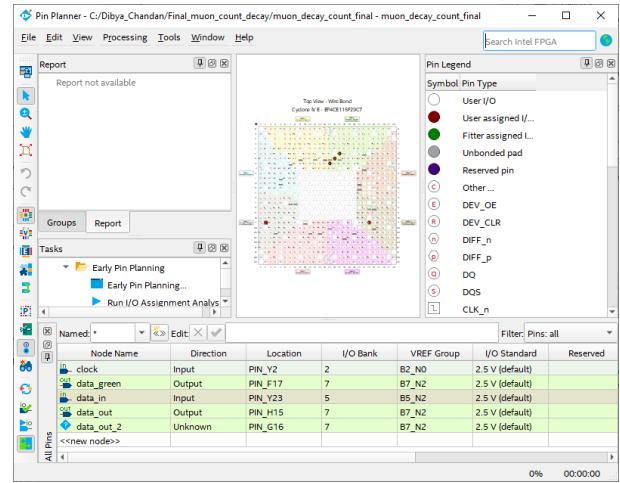 Pin Planner - C:/Dibya_Chandan/Final_muon_count_decay/muon_decay_count_final - muon_decay_count_final
File Edit View Processing Tools Window Help
Search Intel FPGA
Report
Report not available
Groups Report
Tasks
Early Pin Planning
Early Pin Planning...
Run I/O Assignment Analys
Top View - Wire Bond
Cyclone IV E - EP4CE115F29C7
Pin Legend
Symbol Pin Type
User I/O
User assigned I/...
Fitter assigned I...
Unbonded pad
Reserved pin
C Other ...
E DEV_OE
R DEV_CLR
n DIFF_n
p DIFF_p
Q DQ
S DQS
CLK_n
Named: * Edit: Filter: Pins: all
Node Name Direction Location I/O Bank VREF Group I/O Standard Reserved
in clock Input PIN_Y2 2 B2_N0 2.5 V (default)
out data_green Output PIN_F17 7 B7_N2 2.5 V (default)
in data_in Input PIN_Y23 5 B5_N2 2.5 V (default)
out data_out Output PIN_H15 7 B7_N2 2.5 V (default)
? data_out_2 Unknown PIN_G16 7 B7_N2 2.5 V (default)
<<new node>>
All Pins
0% 00:00:00